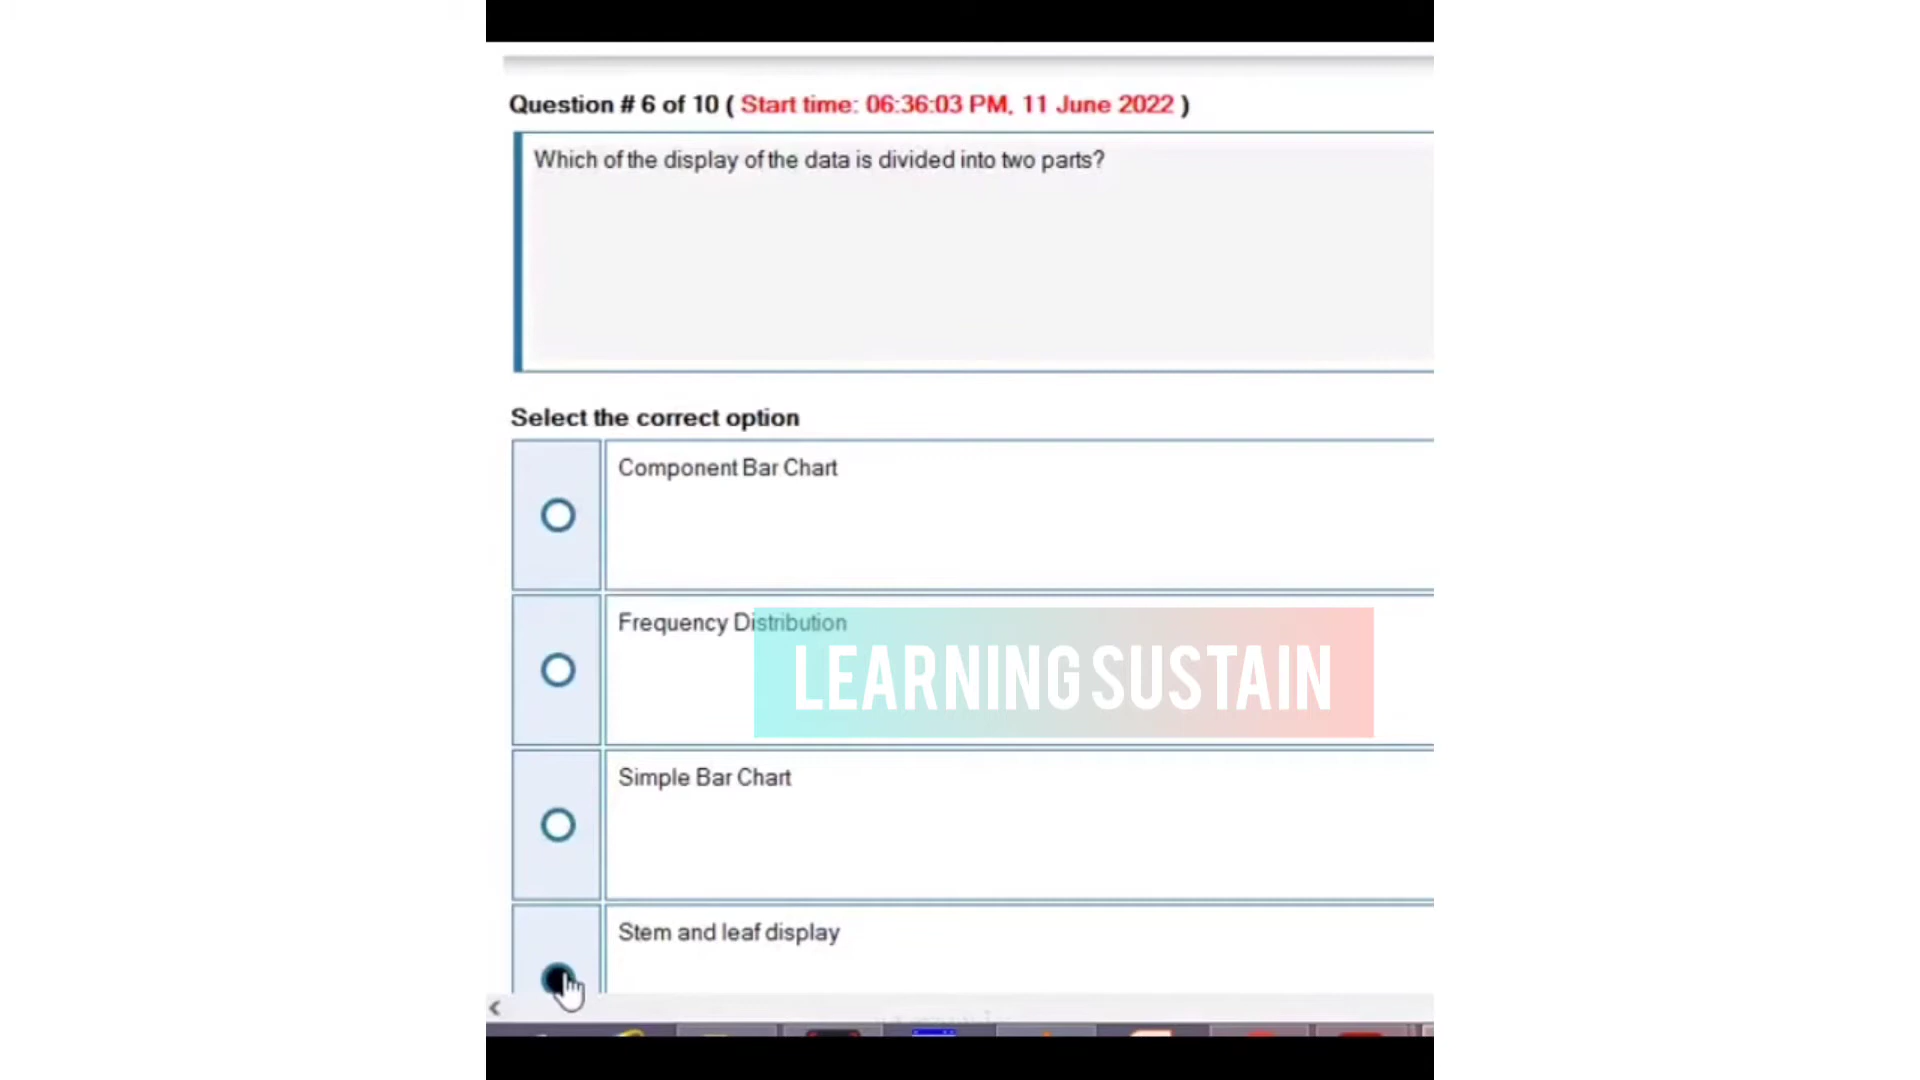 Question # 6 of 10 ( Start time: 06:36:03 PM, 11 June 2022 )
Which of the display of the data is divided into two parts?
Select the correct option
Component Bar Chart
Frequency Distribution
LEARNING SUSTAIN
Simple Bar Chart
Stem and leaf display